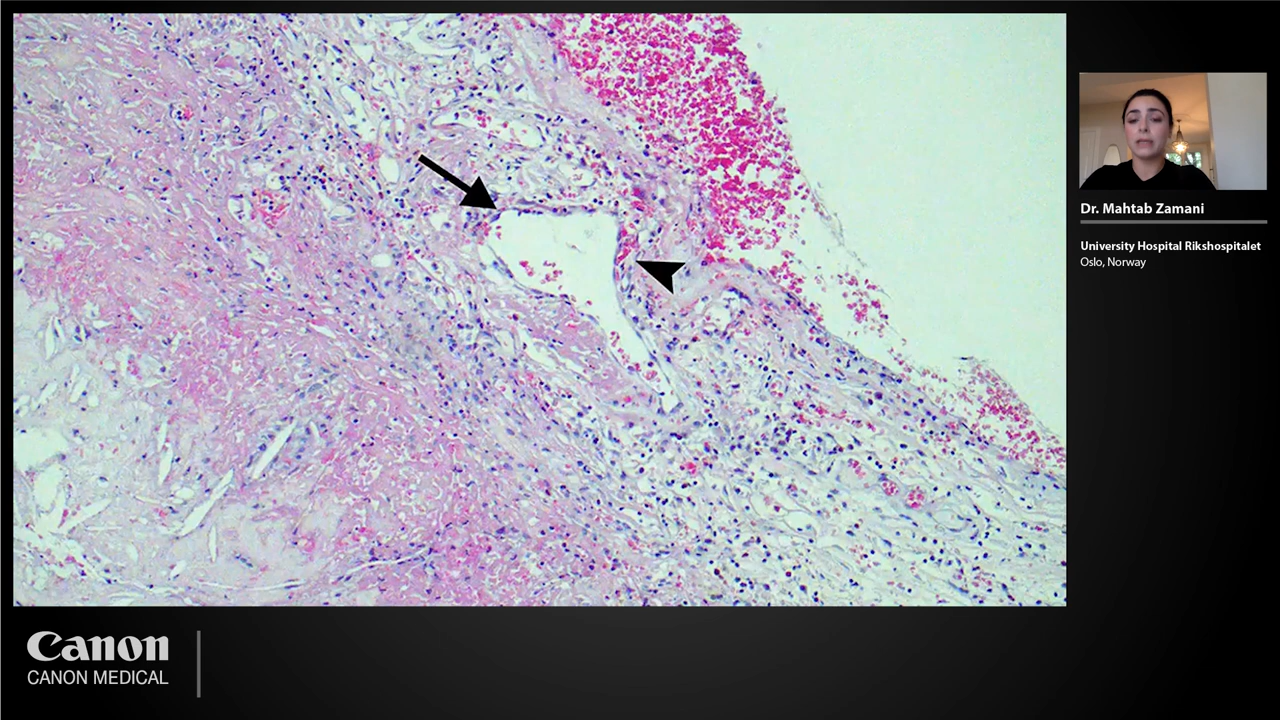 Dr. Mahtab Zamani
University Hospital Rikshospitalet
Oslo, Norway
Canon
CANON MEDICAL